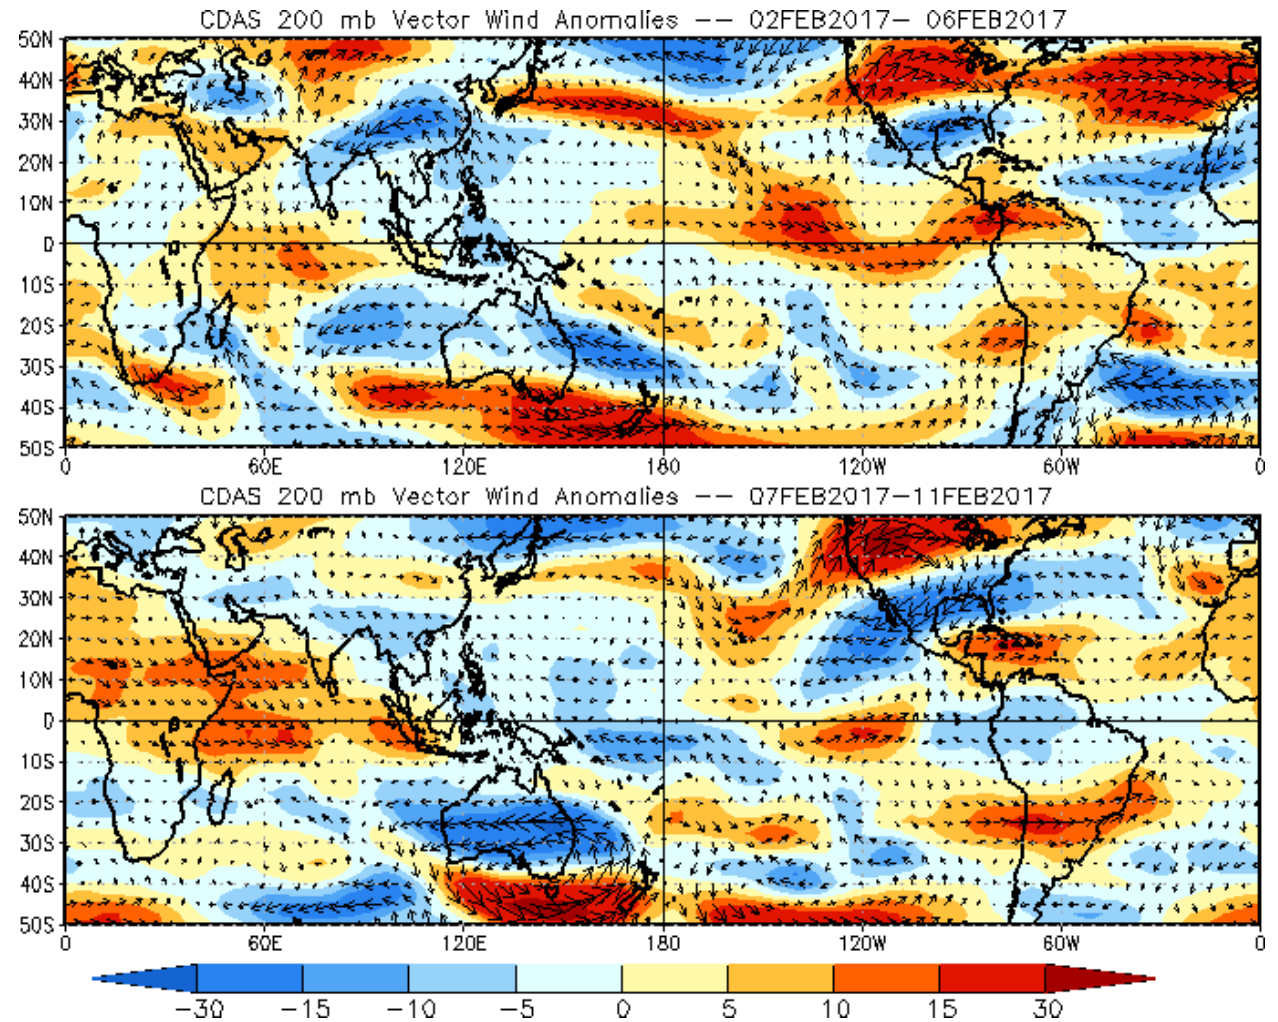 CDAS 200 mb Vector Wind Anomalies -- 02FEB2017- 06FEB2017
50N
40N
30N
20N
10N
0
10S
20S
30S
40S
50S
0 60E 120E 180 120W 60W 0
CDAS 200 mb Vector Wind Anomalies -- 07FEB2017-11FEB2017
50N
40N
30N
20N
10N
0
10S
20S
30S
40S
50S
0 60E 120E 180 120W 60W 0
-30 -15 -10 -5 0 5 10 15 30